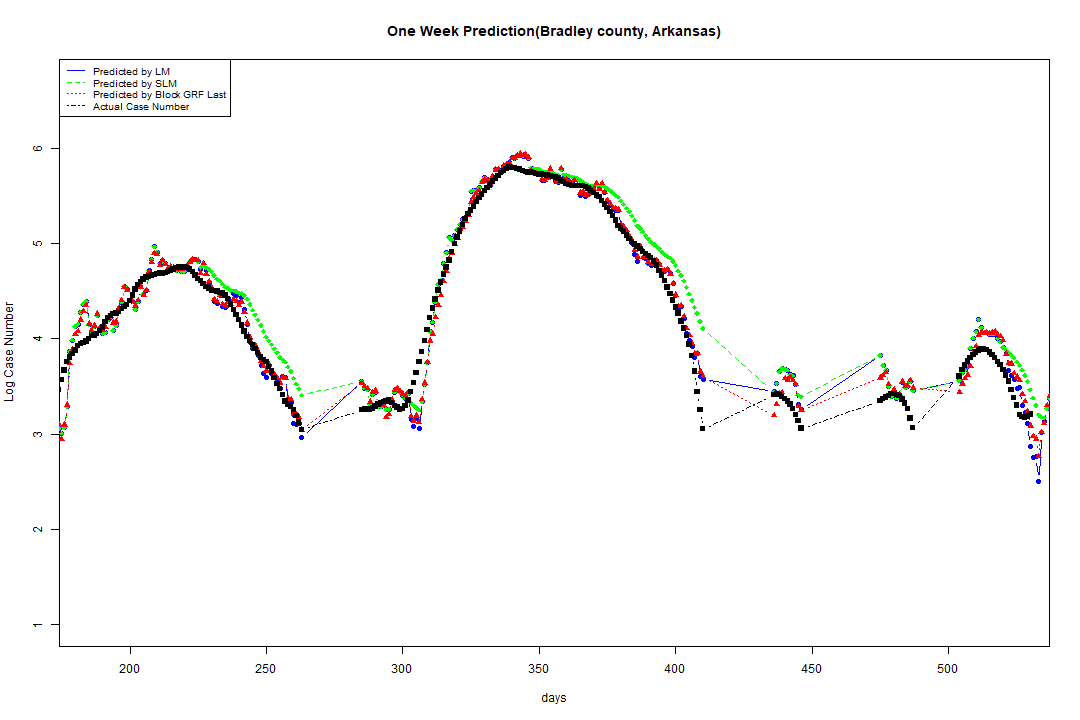 One Week Prediction(Bradley county, Arkansas)
Predicted by LM
Predicted by SLM
Predicted by Block GRF Last
Actual Case Number
Log Case Number
6
5
4
3
2
1
200 250 300 350 400 450 500
days